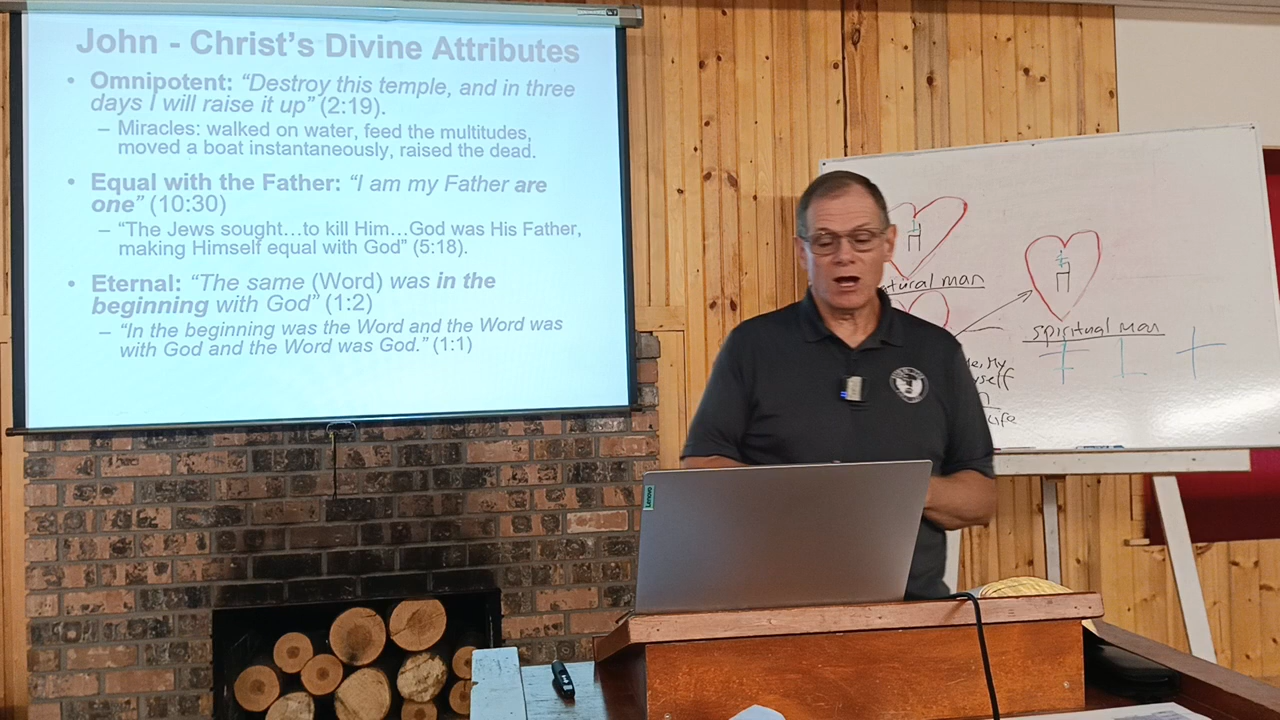 John - Christ's Divine Attributes
• Omnipotent: “Destroy this temple, and in three
days I will raise it up” (2:19).
– Miracles: walked on water, feed the multitudes,
moved a boat instantaneously, raised the dead.
• Equal with the Father: “I am my Father are
one” (10:30)
– “The Jews sought…to kill Him…God was His Father,
making Himself equal with God” (5:18).
• Eternal: “The same (Word) was in the
beginning with God” (1:2)
– “In the beginning was the Word and the Word was
with God and the Word was God.” (1:1)
man
spiritual man
Lenovo